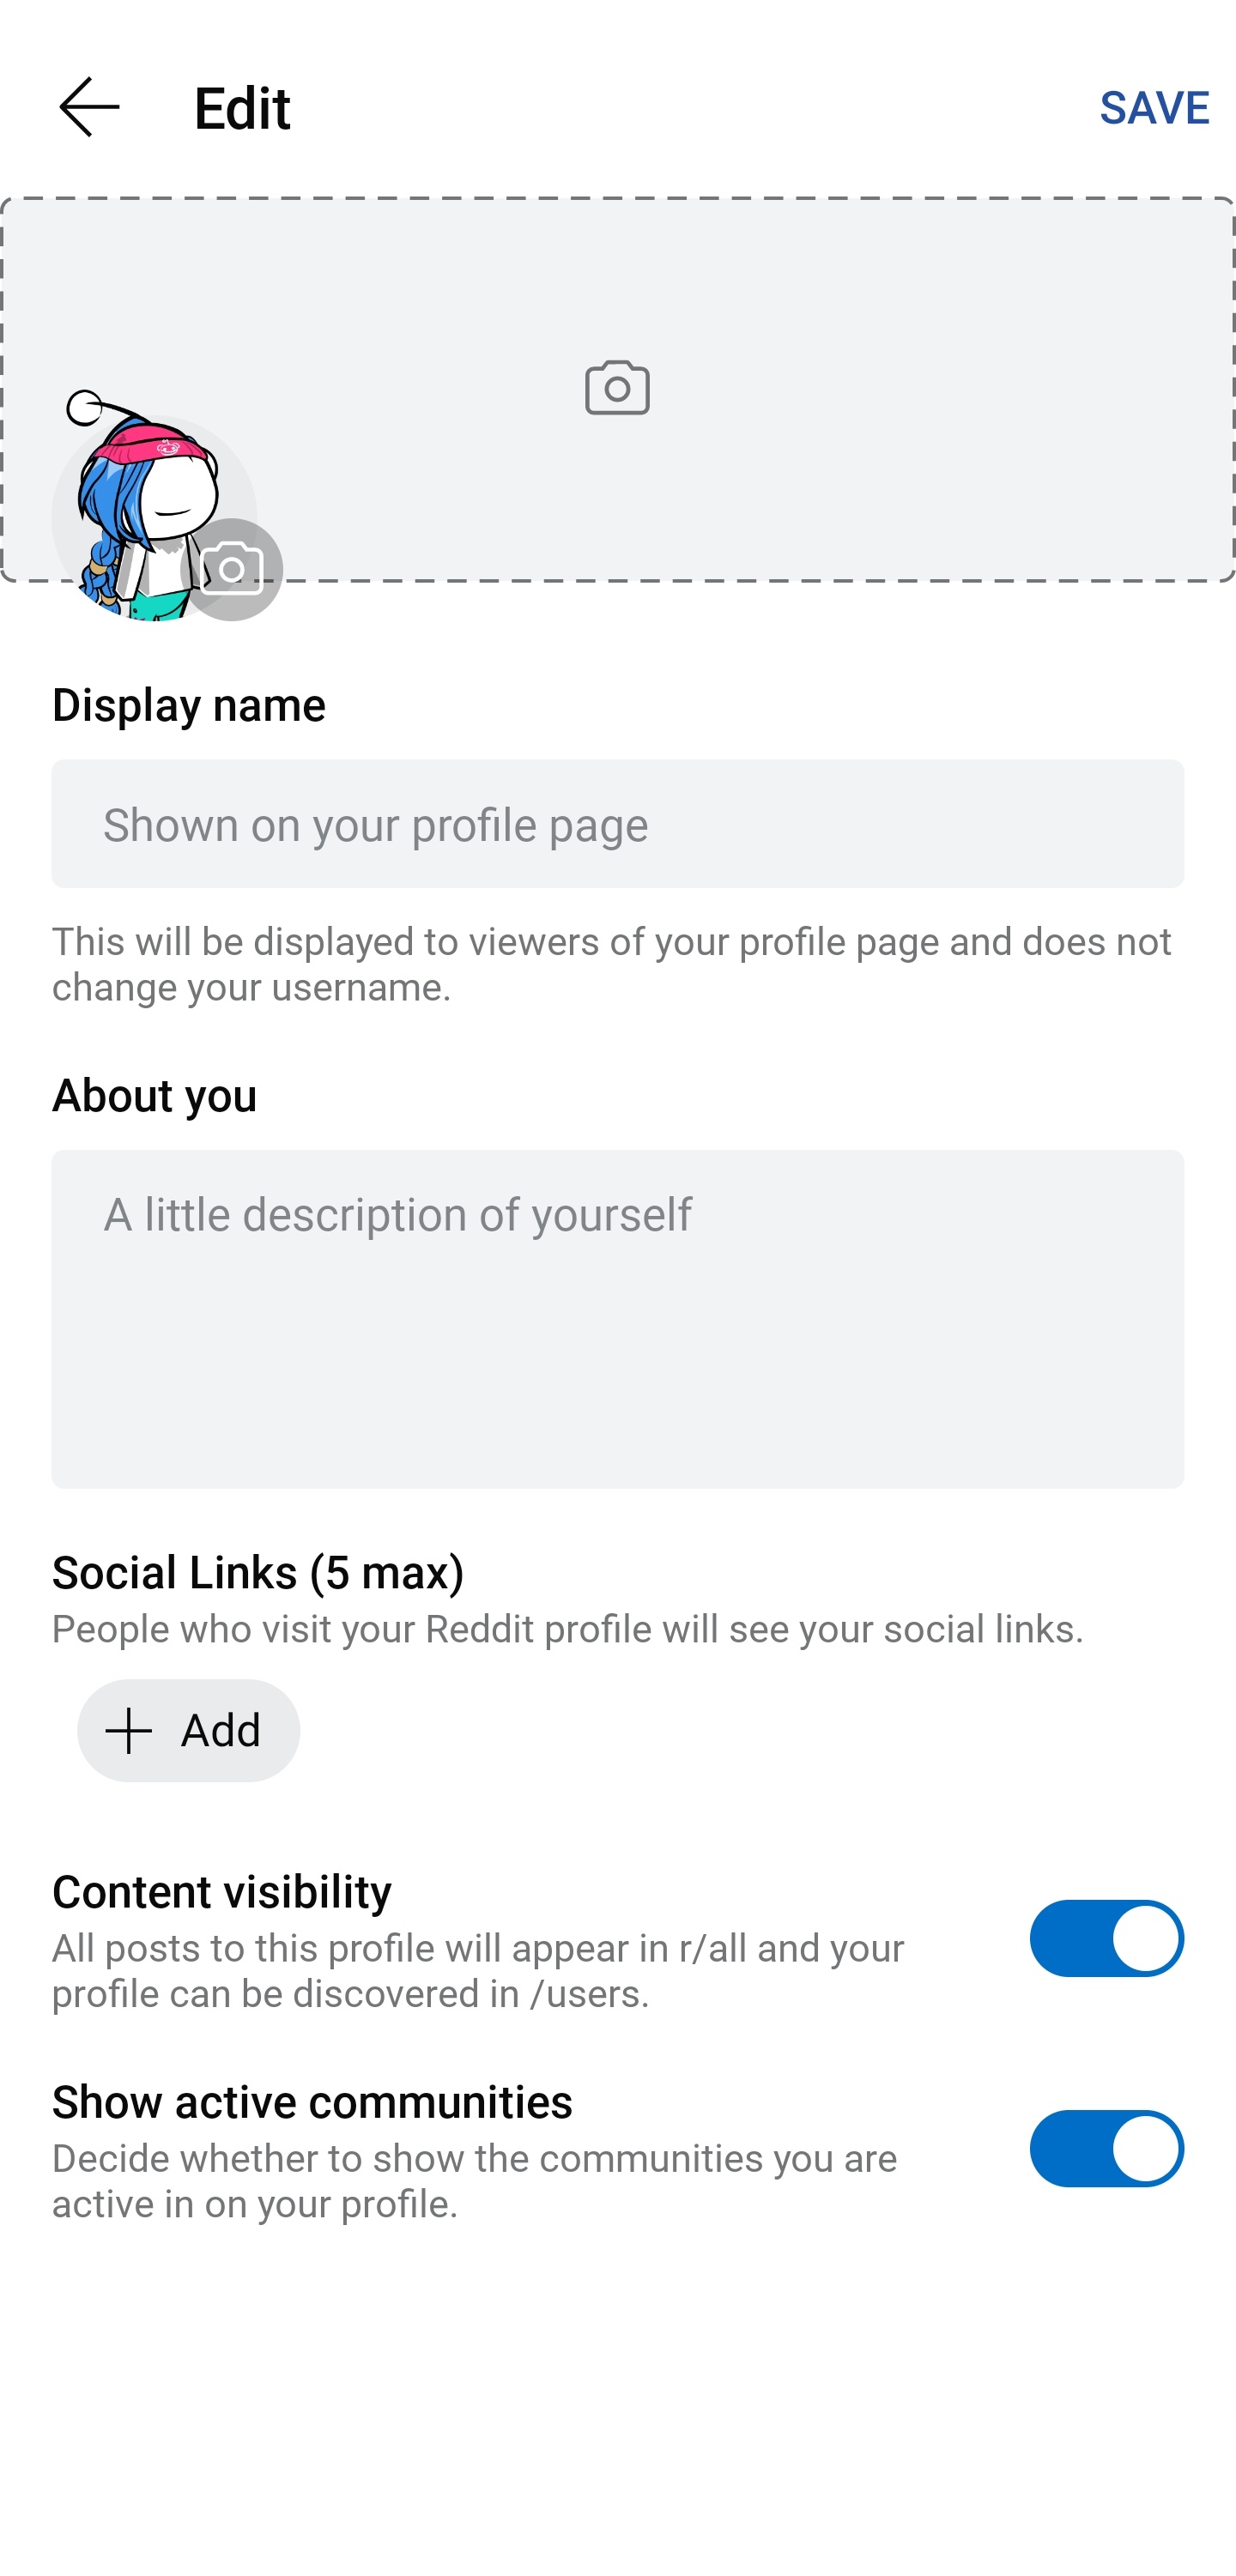 Edit
SAVE
Display name
Shown on your profile page
This will be displayed to viewers of your profile page and does not
change your username.
About you
A little description of yourself
Social Links (5 max)
People who visit your Reddit profile will see your social links.
Add
Content visibility
All posts to this profile will appear in r/all and your
profile can be discovered in /users.
Show active communities
Decide whether to show the communities you are
active in on your profile.